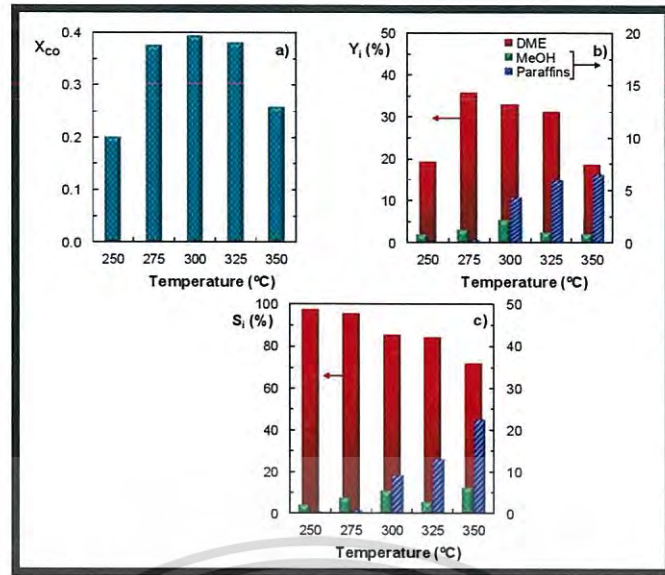 X_CO
0.4
0.3
0.2
0.1
0.0
a)
250 275 300 325 350
Temperature (ºC)
Y_i (%)
50
40
30
20
10
0
DME
MeOH
Paraffins
b)
20
15
10
5
0
250 275 300 325 350
Temperature (ºC)
S_i (%)
100
80
60
40
20
0
c)
50
40
30
20
10
0
250 275 300 325 350
Temperature (ºC)